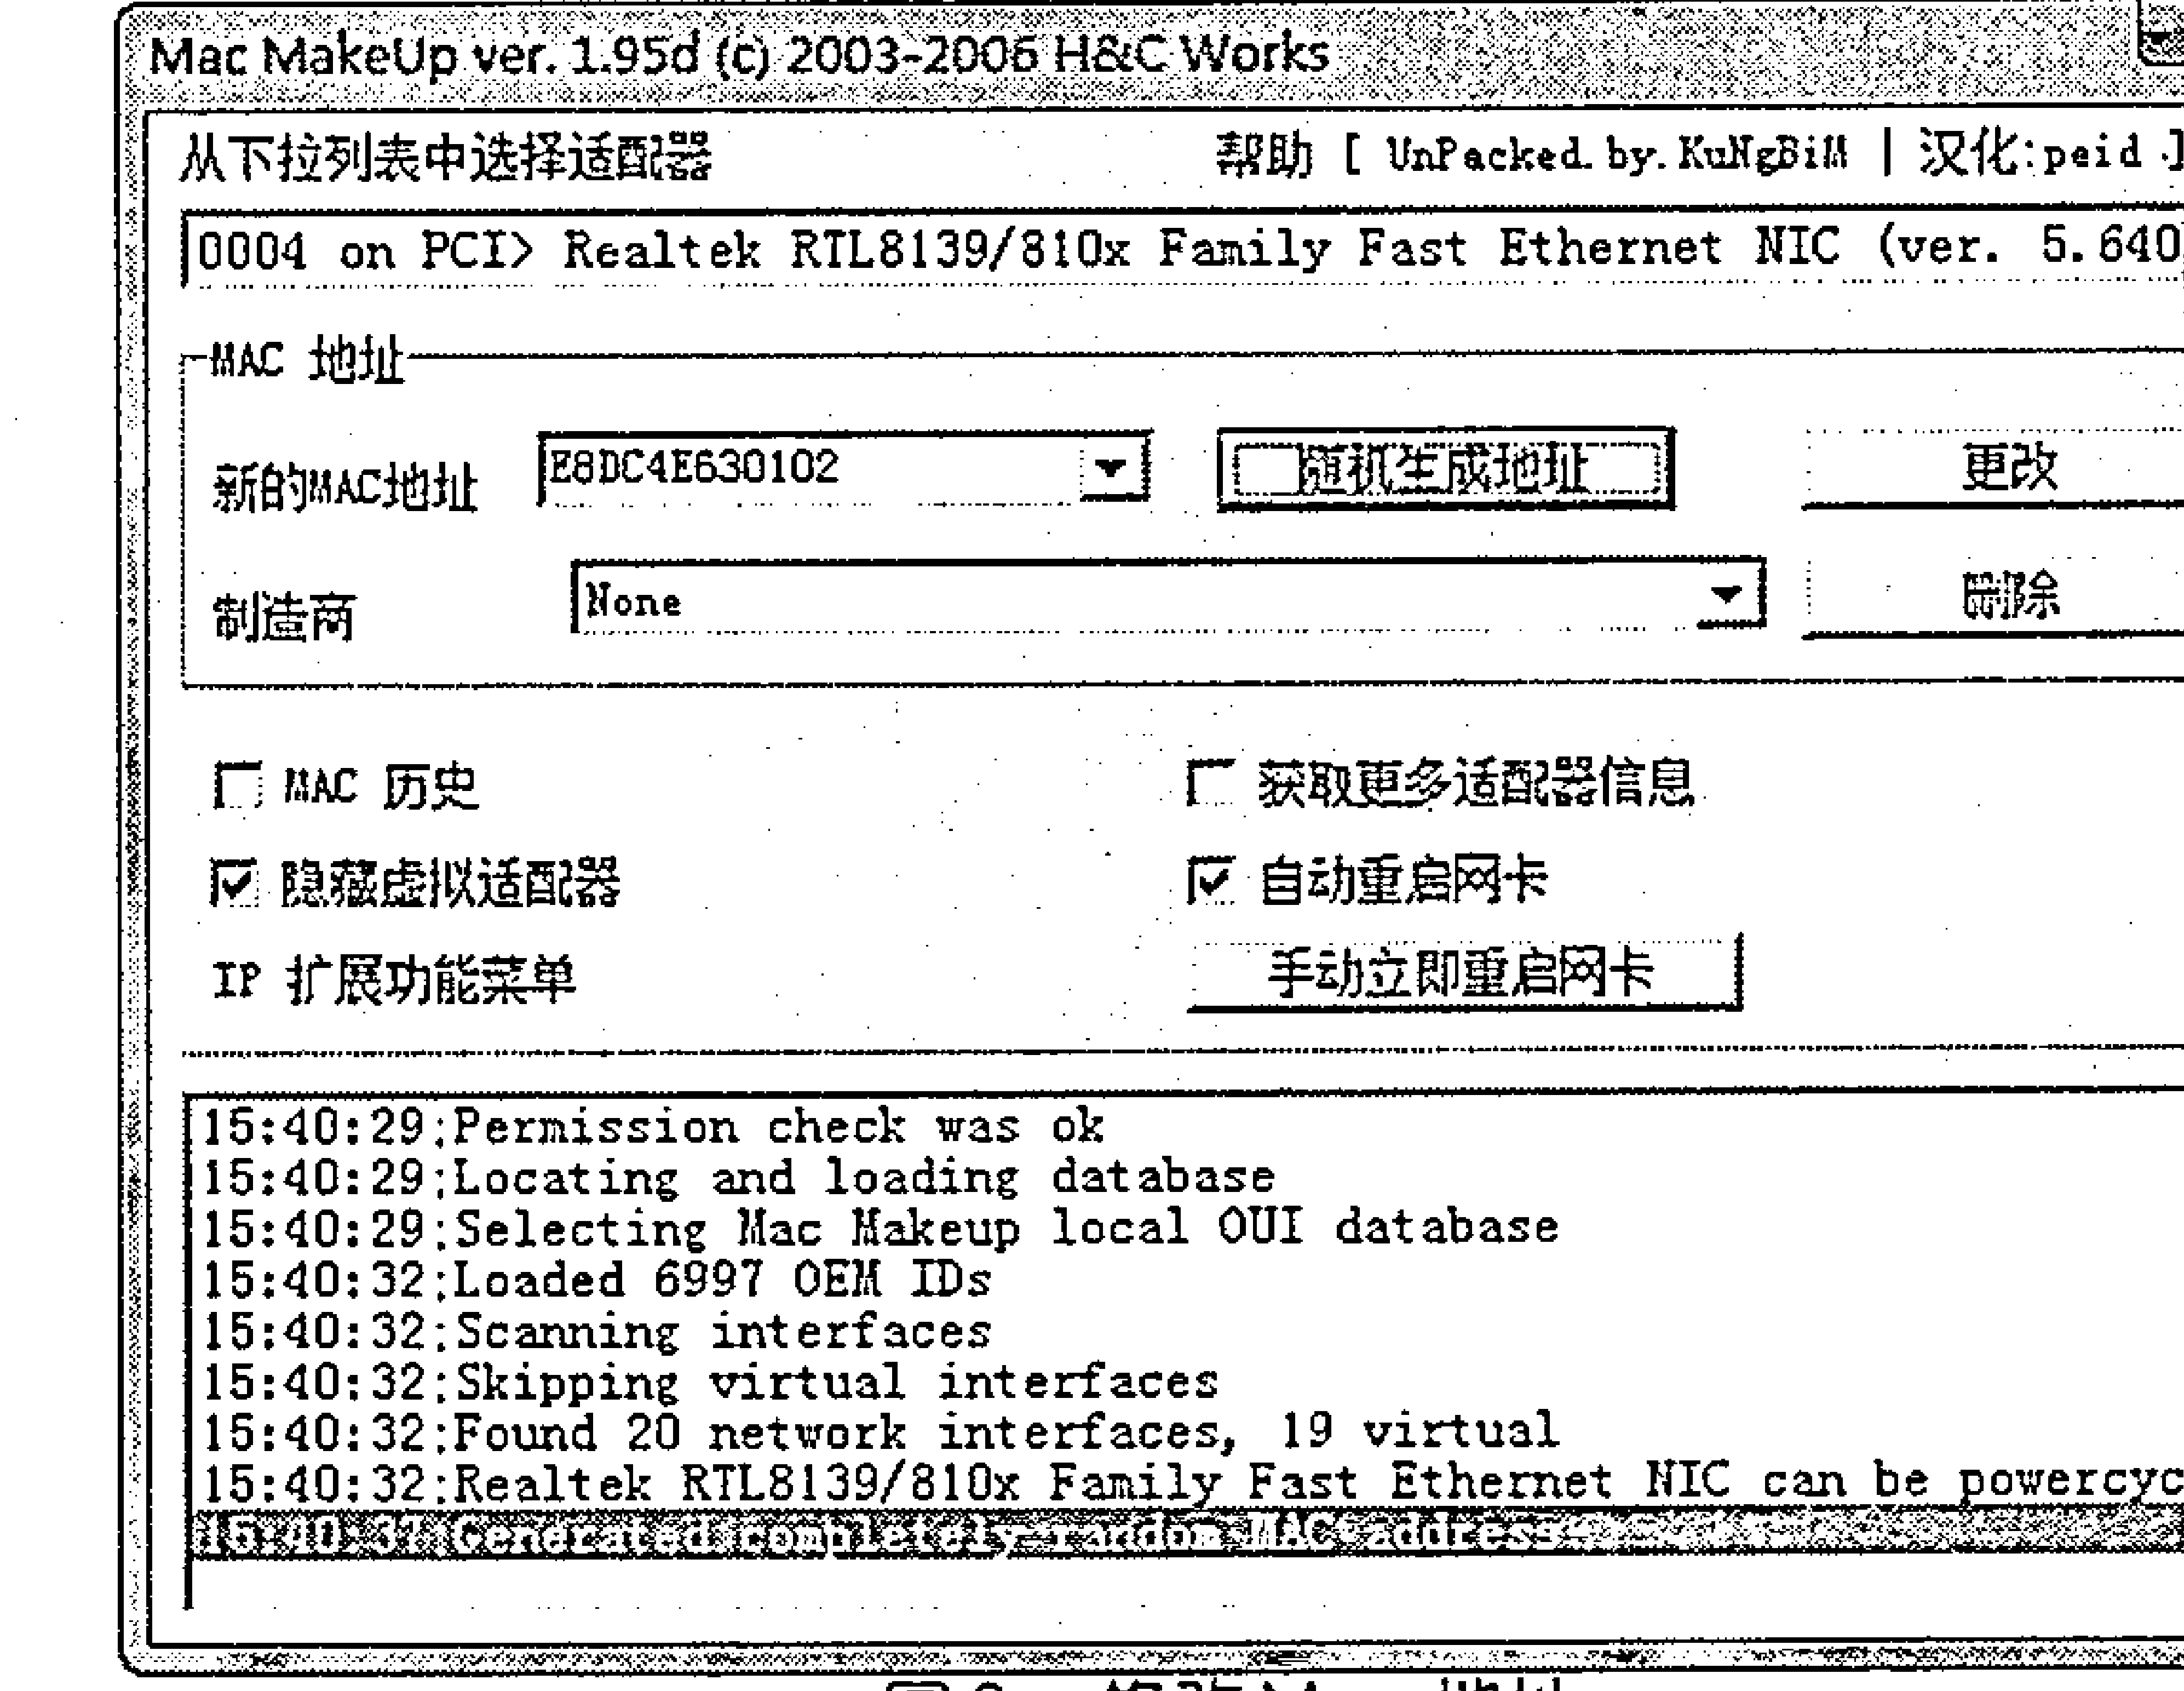 Mac MakeUp ver. 1.95d (c) 2003-2006 H&C Works
从下拉列表中选择适配器 帮助 [ UnPacked.by.KuNgBiM | 汉化:peid ]
0004 on PCI> Realtek RTL8139/810x Family Fast Ethernet NIC (ver. 5.640
MAC 地址
新的MAC地址 E8DC4E630102 随机生成地址 更改
制造商 None 删除
MAC 历史 获取更多适配器信息
隐藏虚拟适配器 自动重启网卡
IP 扩展功能菜单 手动立即重启网卡
15:40:29:Permission check was ok
15:40:29:Locating and loading database
15:40:29:Selecting Mac Makeup local OUI database
15:40:32:Loaded 6997 OEM IDs
15:40:32:Scanning interfaces
15:40:32:Skipping virtual interfaces
15:40:32:Found 20 network interfaces, 19 virtual
15:40:32:Realtek RTL8139/810x Family Fast Ethernet NIC can be powercyc
15:40:37:Generated completely random MAC address